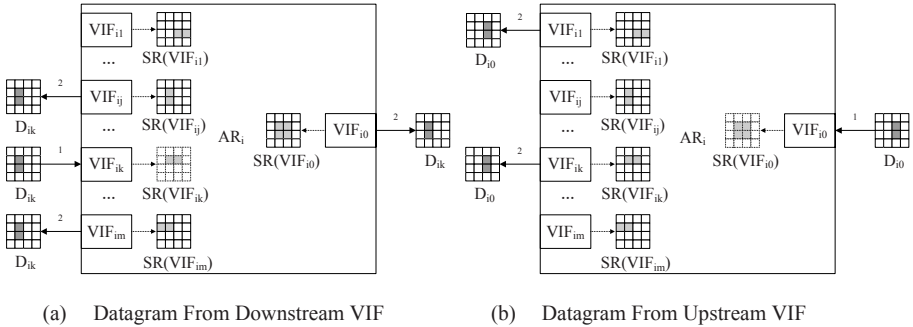 VIFi1
SR(VIFi1)
...
2
VIFij
Dik
SR(VIFij)
...
1
VIFik
Dik
SR(VIFik)
...
2
VIFim
Dik
SR(VIFim)
ARi
SR(VIFi0)
VIFi0
2
Dik
(a) Datagram From Downstream VIF
2
VIFi1
Di0
SR(VIFi1)
...
VIFij
SR(VIFij)
...
2
VIFik
Di0
SR(VIFik)
...
VIFim
SR(VIFim)
ARi
SR(VIFi0)
VIFi0
1
Di0
(b) Datagram From Upstream VIF